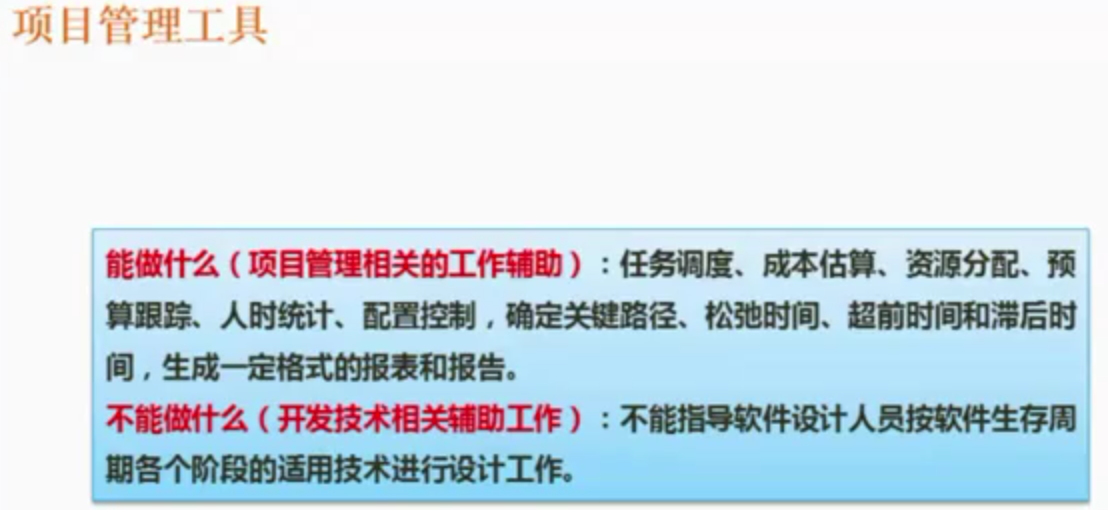 项目管理工具
能做什么（项目管理相关的工作辅助）：任务调度、成本估算、资源分配、预
算跟踪、人时统计、配置控制，确定关键路径、松弛时间、超前时间和滞后时
间，生成一定格式的报表和报告。
不能做什么（开发技术相关辅助工作）：不能指导软件设计人员按软件生存周
期各个阶段的适用技术进行设计工作。